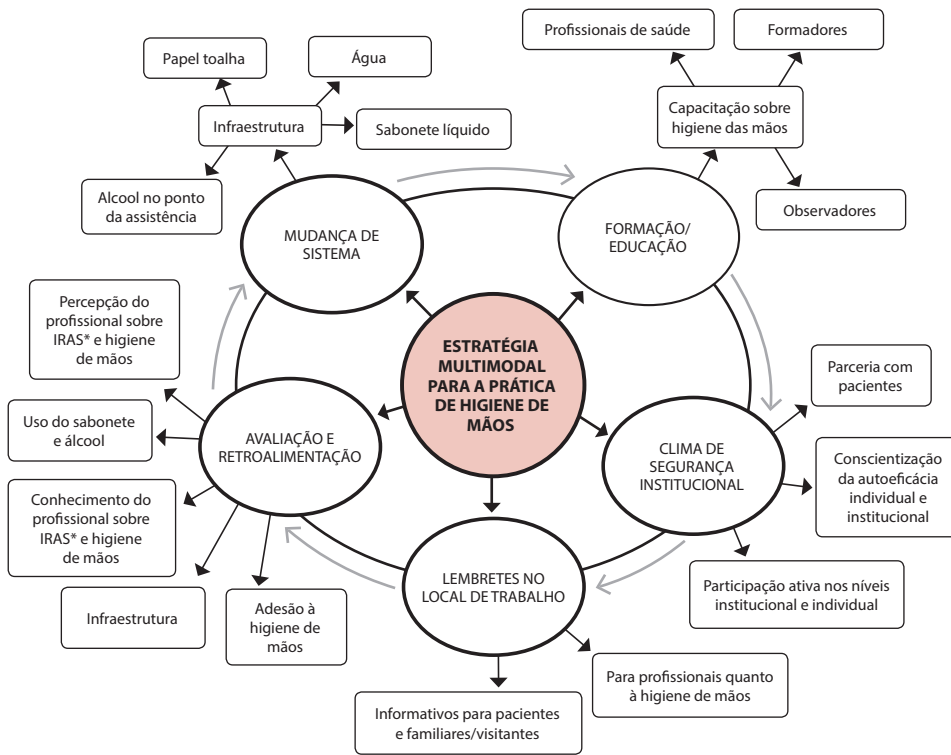 Profissionais de saúde
Formadores
Papel toalha
Água
Infraestrutura
Sabonete líquido
Capacitação sobre
higiene das mãos
Alcool no ponto
da assistência
Observadores
MUDANÇA DE
SISTEMA
FORMAÇÃO/
EDUCAÇÃO
Percepção do
profissional sobre
IRAS* e higiene
de mãos
ESTRATÉGIA
MULTIMODAL
PARA A PRÁTICA
DE HIGIENE DE
MÃOS
Parceria com
pacientes
Uso do sabonete
e álcool
AVALIAÇÃO E
RETROALIMENTAÇÃO
CLIMA DE
SEGURANÇA
INSTITUCIONAL
Conscientização
da autoeficácia
individual e
institucional
Conhecimento do
profissional sobre
IRAS* e higiene
de mãos
LEMBRETES NO
LOCAL DE TRABALHO
Participação ativa nos níveis
institucional e individual
Infraestrutura
Adesão à
higiene de
mãos
Para profissionais quanto
à higiene de mãos
Informativos para pacientes
e familiares/visitantes